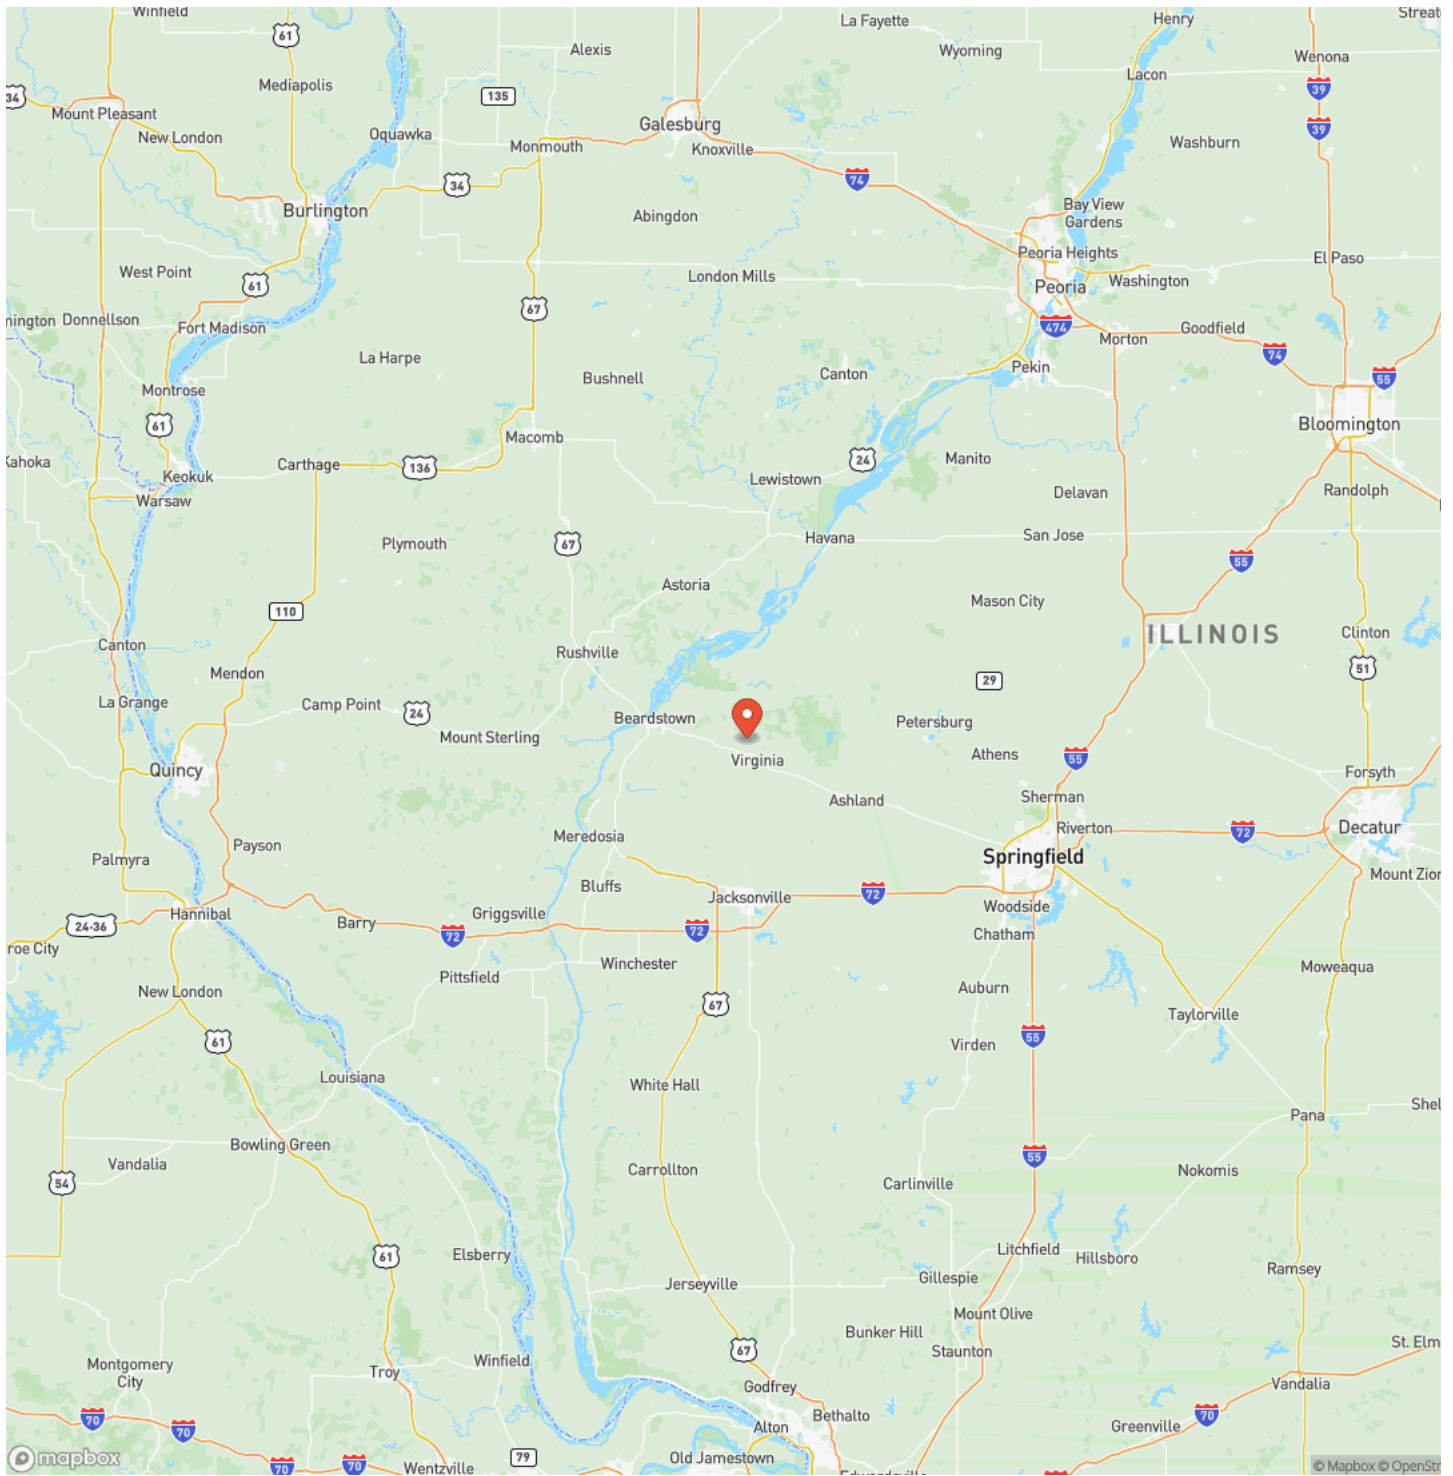 Winfield
La Fayette
Henry
Streat
61
Alexis
Wyoming
Wenona
Mediapolis
Lacon
34
135
39
Mount Pleasant
Galesburg
39
New London
Oquawka
Monmouth
Knoxville
Washburn
34
74
Burlington
Abingdon
Bay View
Gardens
Peoria Heights
West Point
London Mills
Washington
El Paso
61
Peoria
67
nington
Donnellson
Fort Madison
474
Goodfield
La Harpe
Morton
74
Bushnell
Canton
Pekin
55
Montrose
61
Bloomington
Macomb
Kahoka
Carthage
136
24
Manito
Keokuk
Lewistown
Warsaw
Delavan
Randolph
Plymouth
67
Havana
San Jose
55
Astoria
Mason City
110
Canton
ILLINOIS
Clinton
Rushville
51
Mendon
29
La Grange
Camp Point
24
Beardstown
Petersburg
Mount Sterling
Athens
55
Quincy
Virginia
Forsyth
Ashland
Sherman
Meredosia
Riverton
72
Decatur
Payson
Palmyra
Springfield
Mount Zion
Bluffs
Jacksonville
72
Hannibal
Griggsville
Woodside
24-36
Barry
72
72
Chatham
roe City
Winchester
Moweaqua
Pittsfield
New London
Auburn
67
Taylorville
61
55
Virden
Louisiana
White Hall
Shel
Pana
Bowling Green
55
Vandalia
Carrollton
Nokomis
54
Carlinville
61
Elsberry
Litchfield
Hillsboro
Ramsey
Jerseyville
Gillespie
Mount Olive
Bunker Hill
St. Elm
67
Staunton
Montgomery
City
Winfield
Troy
Godfrey
Vandalia
70
Bethalto
70
70
Alton
Greenville
79
Old Jamestown
mapbox
70
70
Wentzville
Edwardsville
© Mapbox © OpenStr